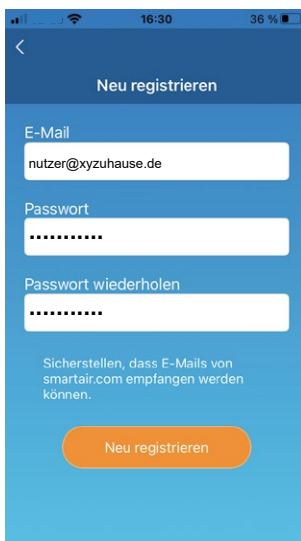 16:30
36 %
Neu registrieren
E-Mail
nutzer@xyzuhause.de
Passwort
•••••••••••
Passwort wiederholen
•••••••••••
Sicherstellen, dass E-Mails von
smartair.com empfangen werden
können.
Neu registrieren